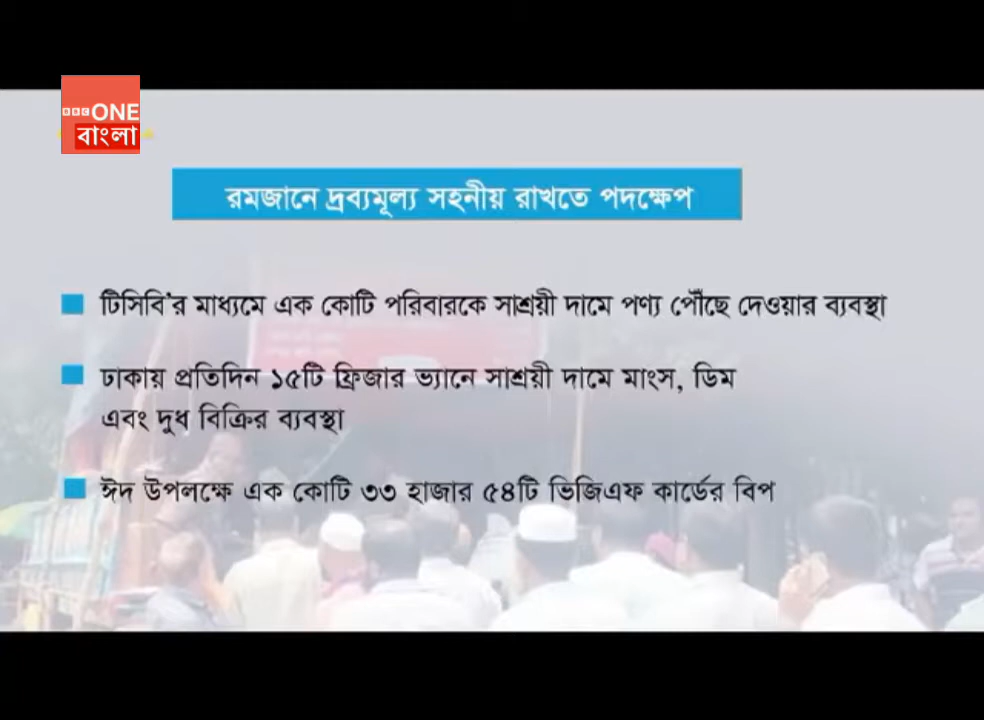 BBC ONE
বাংলা
রমজানে দ্রব্যমূল্য সহনীয় রাখতে পদক্ষেপ
টিসিবি'র মাধ্যমে এক কোটি পরিবারকে সাশ্রয়ী দামে পণ্য পৌঁছে দেওয়ার ব্যবস্থা
ঢাকায় প্রতিদিন ১৫টি ফ্রিজার ভ্যানে সাশ্রয়ী দামে মাংস, ডিম
এবং দুধ বিক্রির ব্যবস্থা
ঈদ উপলক্ষে এক কোটি ৩৩ হাজার ৫৪টি ভিজিএফ কার্ডের বিপ